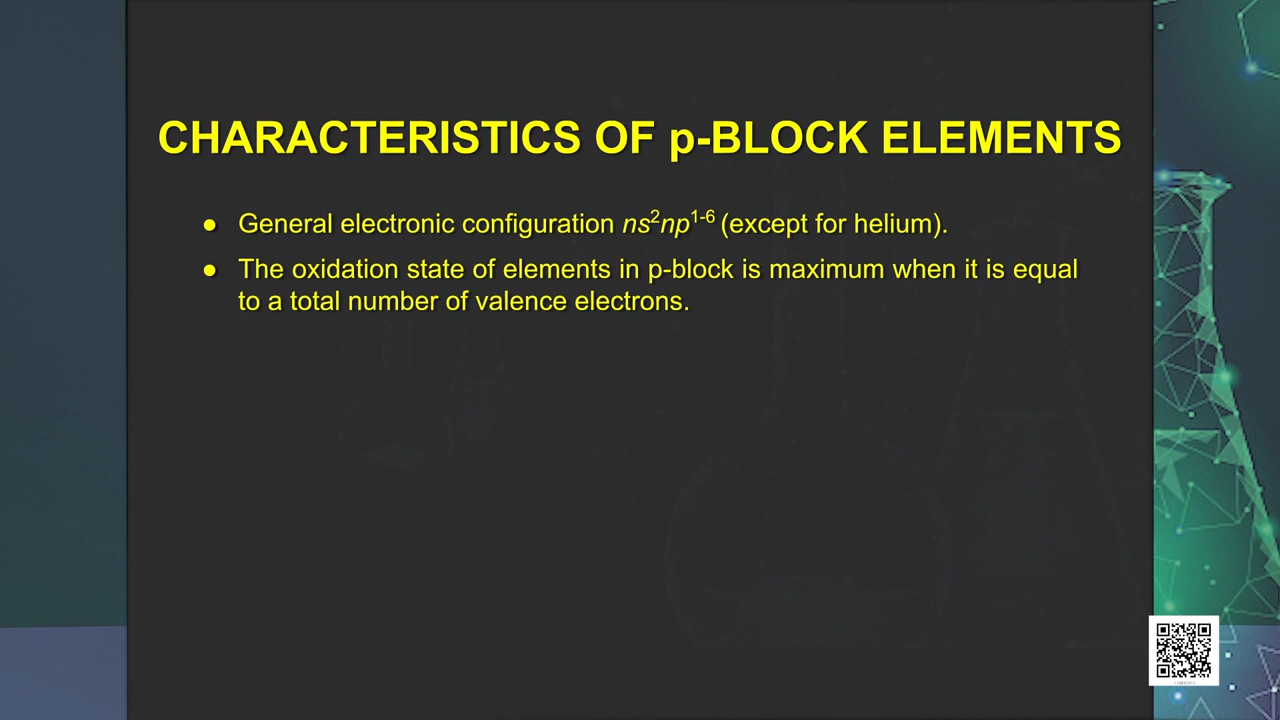 CHARACTERISTICS OF p-BLOCK ELEMENTS
● General electronic configuration ns²np¹⁻⁶ (except for helium).
● The oxidation state of elements in p-block is maximum when it is equal
to a total number of valence electrons.